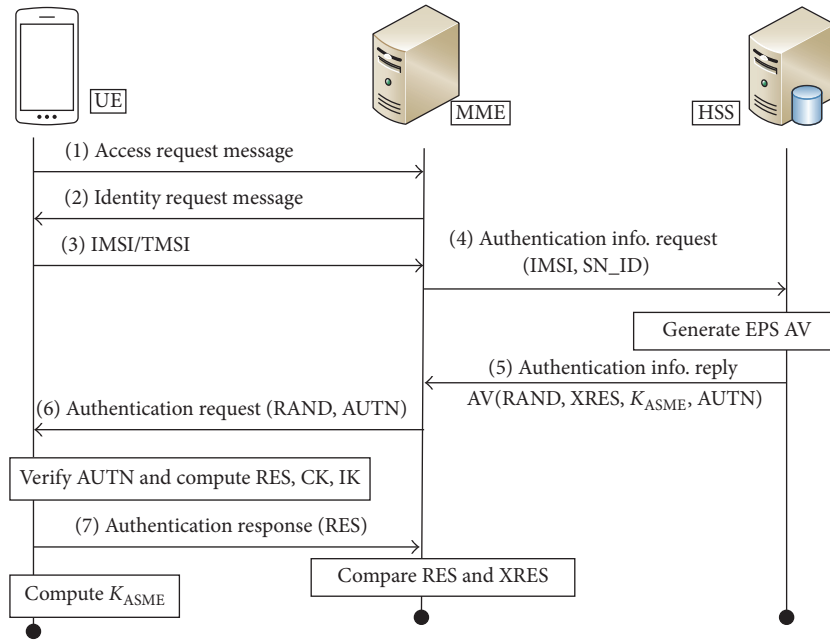 UE
MME
HSS
(1) Access request message
(2) Identity request message
(3) IMSI/TMSI
(4) Authentication info. request
(IMSI, SN_ID)
Generate EPS AV
(5) Authentication info. reply
AV(RAND, XRES, K_ASME, AUTN)
(6) Authentication request (RAND, AUTN)
Verify AUTN and compute RES, CK, IK
(7) Authentication response (RES)
Compare RES and XRES
Compute K_ASME